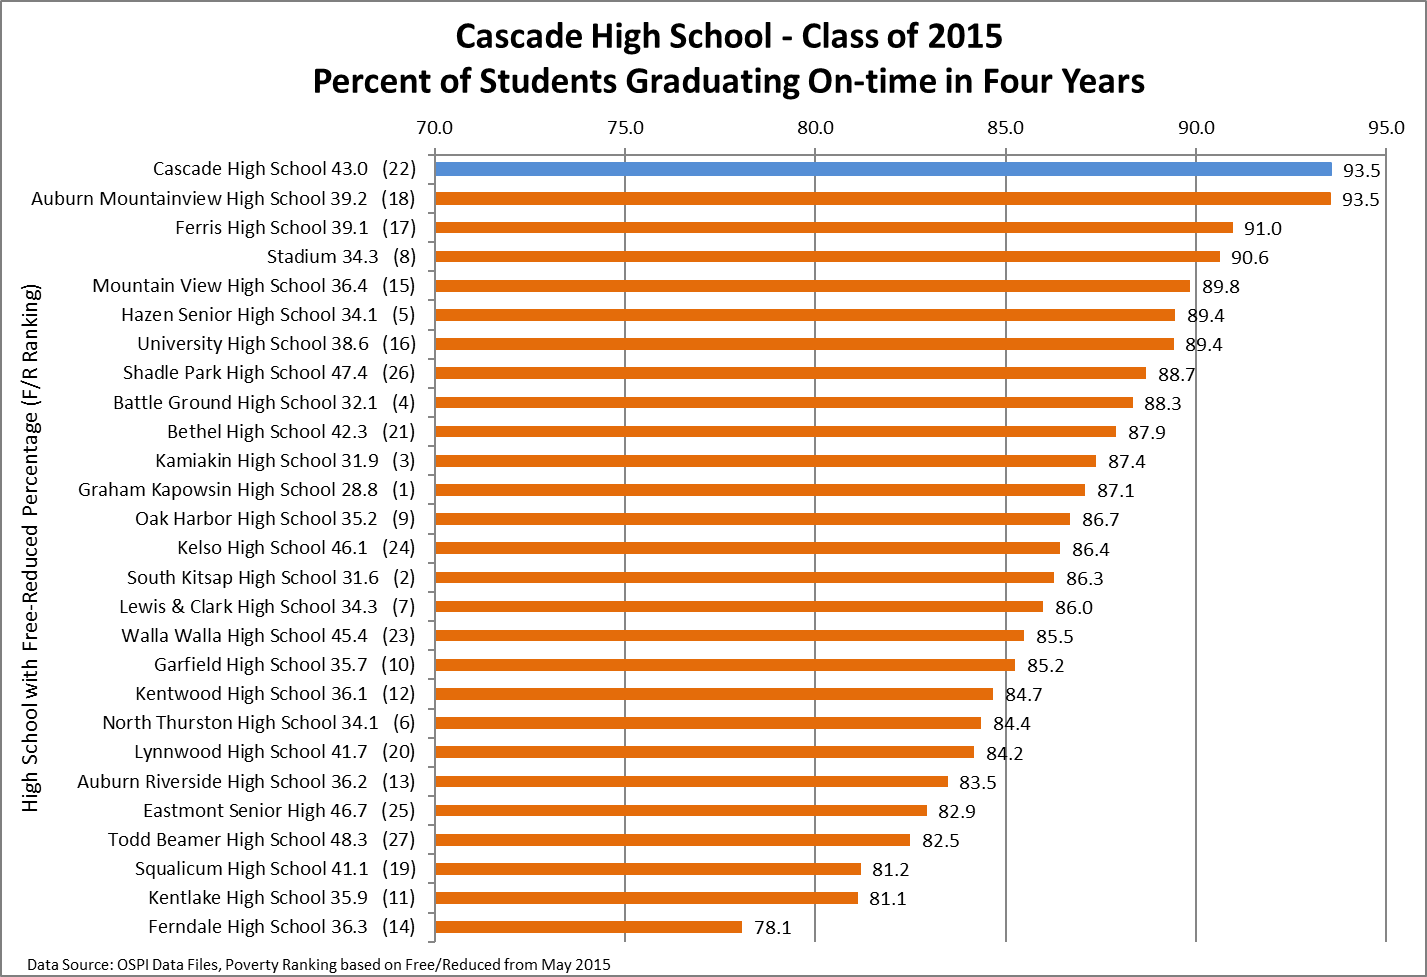 Cascade High School - Class of 2015
Percent of Students Graduating On-time in Four Years
70.0 75.0 80.0 85.0 90.0 95.0
High School with Free-Reduced Percentage (F/R Ranking)
Cascade High School 43.0 (22) 93.5
Auburn Mountainview High School 39.2 (18) 93.5
Ferris High School 39.1 (17) 91.0
Stadium 34.3 (8) 90.6
Mountain View High School 36.4 (15) 89.8
Hazen Senior High School 34.1 (5) 89.4
University High School 38.6 (16) 89.4
Shadle Park High School 47.4 (26) 88.7
Battle Ground High School 32.1 (4) 88.3
Bethel High School 42.3 (21) 87.9
Kamiakin High School 31.9 (3) 87.4
Graham Kapowsin High School 28.8 (1) 87.1
Oak Harbor High School 35.2 (9) 86.7
Kelso High School 46.1 (24) 86.4
South Kitsap High School 31.6 (2) 86.3
Lewis & Clark High School 34.3 (7) 86.0
Walla Walla High School 45.4 (23) 85.5
Garfield High School 35.7 (10) 85.2
Kentwood High School 36.1 (12) 84.7
North Thurston High School 34.1 (6) 84.4
Lynnwood High School 41.7 (20) 84.2
Auburn Riverside High School 36.2 (13) 83.5
Eastmont Senior High 46.7 (25) 82.9
Todd Beamer High School 48.3 (27) 82.5
Squalicum High School 41.1 (19) 81.2
Kentlake High School 35.9 (11) 81.1
Ferndale High School 36.3 (14) 78.1
Data Source: OSPI Data Files, Poverty Ranking based on Free/Reduced from May 2015